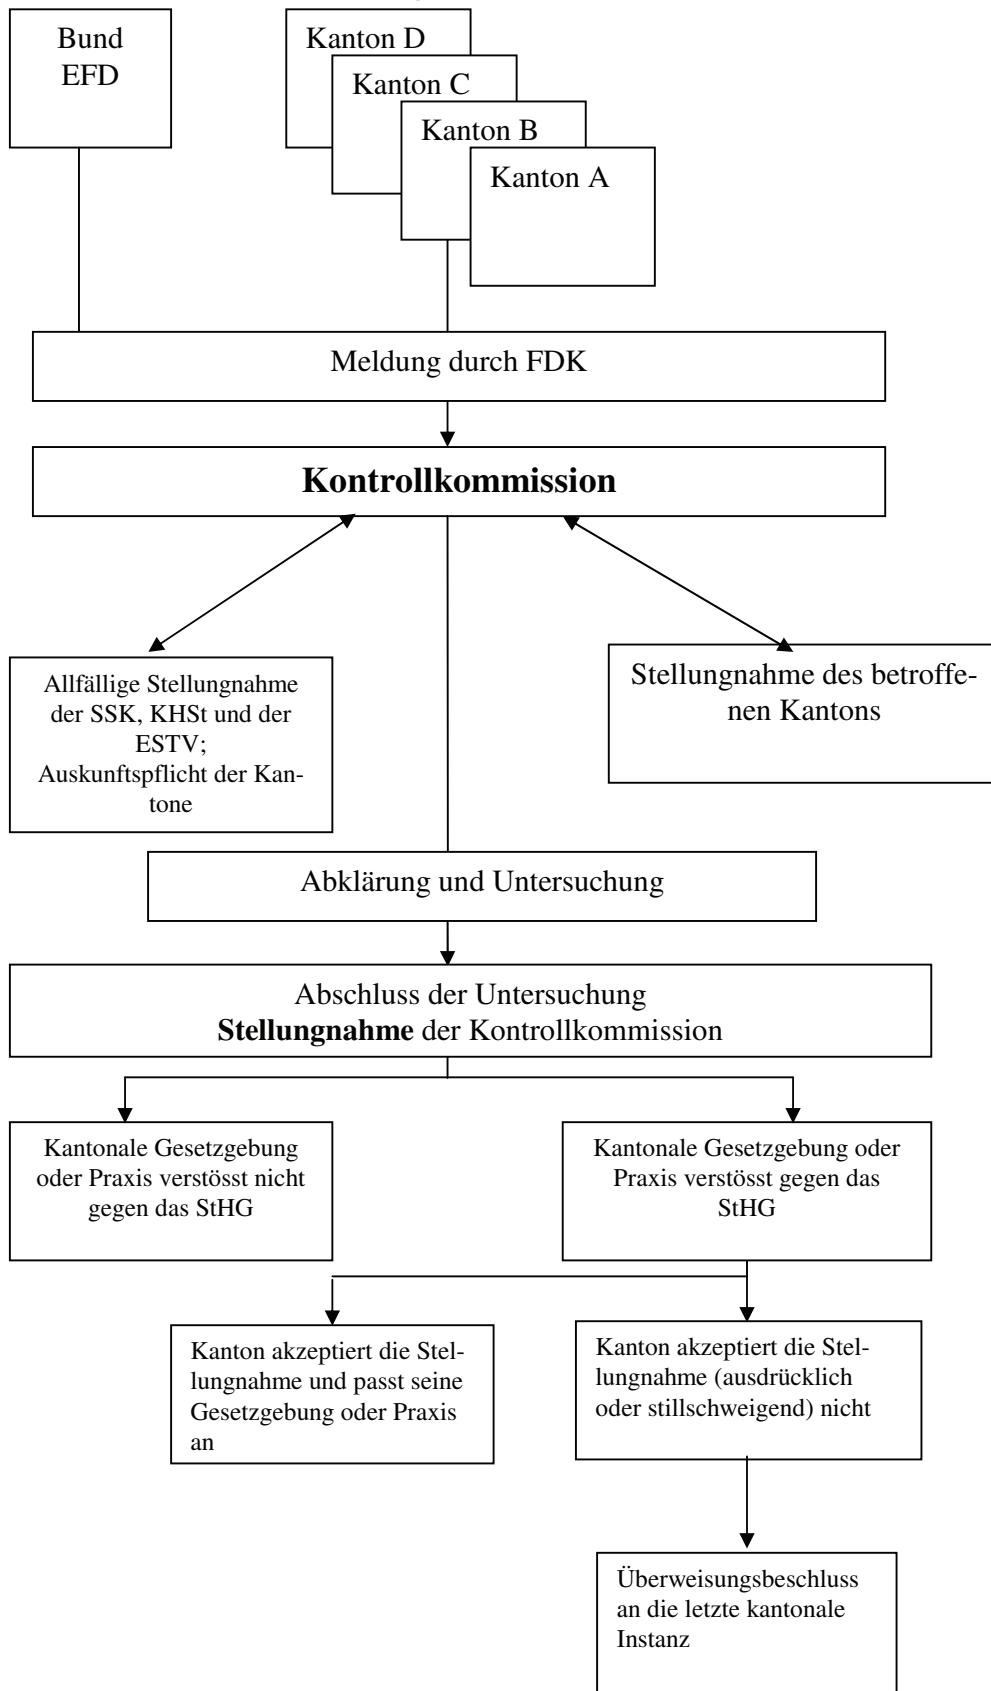 Bund
EFD
Kanton D
Kanton C
Kanton B
Kanton A
Meldung durch FDK
Kontrollkommission
Allfällige Stellungnahme
der SSK, KHSt und der
ESTV;
Auskunftspflicht der Kan-
tone
Stellungnahme des betroffe-
nen Kantons
Abklärung und Untersuchung
Abschluss der Untersuchung
Stellungnahme der Kontrollkommission
Kantonale Gesetzgebung
oder Praxis verstösst nicht
gegen das StHG
Kantonale Gesetzgebung oder
Praxis verstösst gegen das
StHG
Kanton akzeptiert die Stel-
lungnahme und passt seine
Gesetzgebung oder Praxis
an
Kanton akzeptiert die Stel-
lungnahme (ausdrücklich
oder stillschweigend) nicht
Überweisungsbeschluss
an die letzte kantonale
Instanz